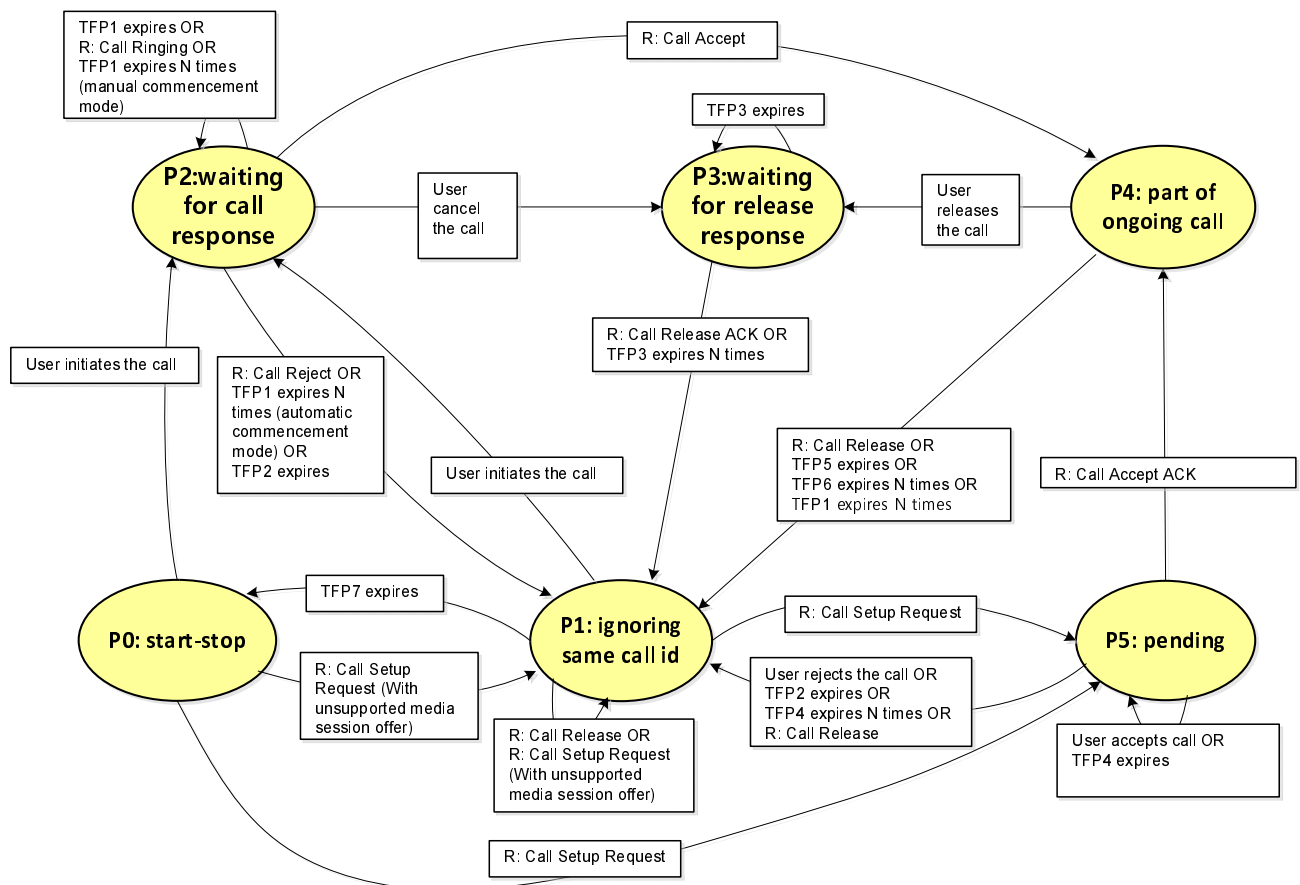 TFP1 expires OR
R: Call Ringing OR
TFP1 expires N times
(manual commencement
mode)
R: Call Accept
TFP3 expires
P2:waiting
for call
response
User
cancel
the call
P3:waiting
for release
response
User
releases
the call
P4: part of
ongoing call
User initiates the call
R: Call Reject OR
TFP1 expires N
times (automatic
commencement
mode) OR
TFP2 expires
R: Call Release ACK OR
TFP3 expires N times
User initiates the call
R: Call Release OR
TFP5 expires OR
TFP6 expires N times OR
TFP1 expires N times
R: Call Accept ACK
P0: start-stop
TFP7 expires
P1: ignoring
same call id
R: Call Setup Request
P5: pending
R: Call Setup
Request (With
unsupported media
session offer)
User rejects the call OR
TFP2 expires OR
TFP4 expires N times OR
R: Call Release
R: Call Release OR
R: Call Setup Request
(With unsupported
media session offer)
User accepts call OR
TFP4 expires
R: Call Setup Request